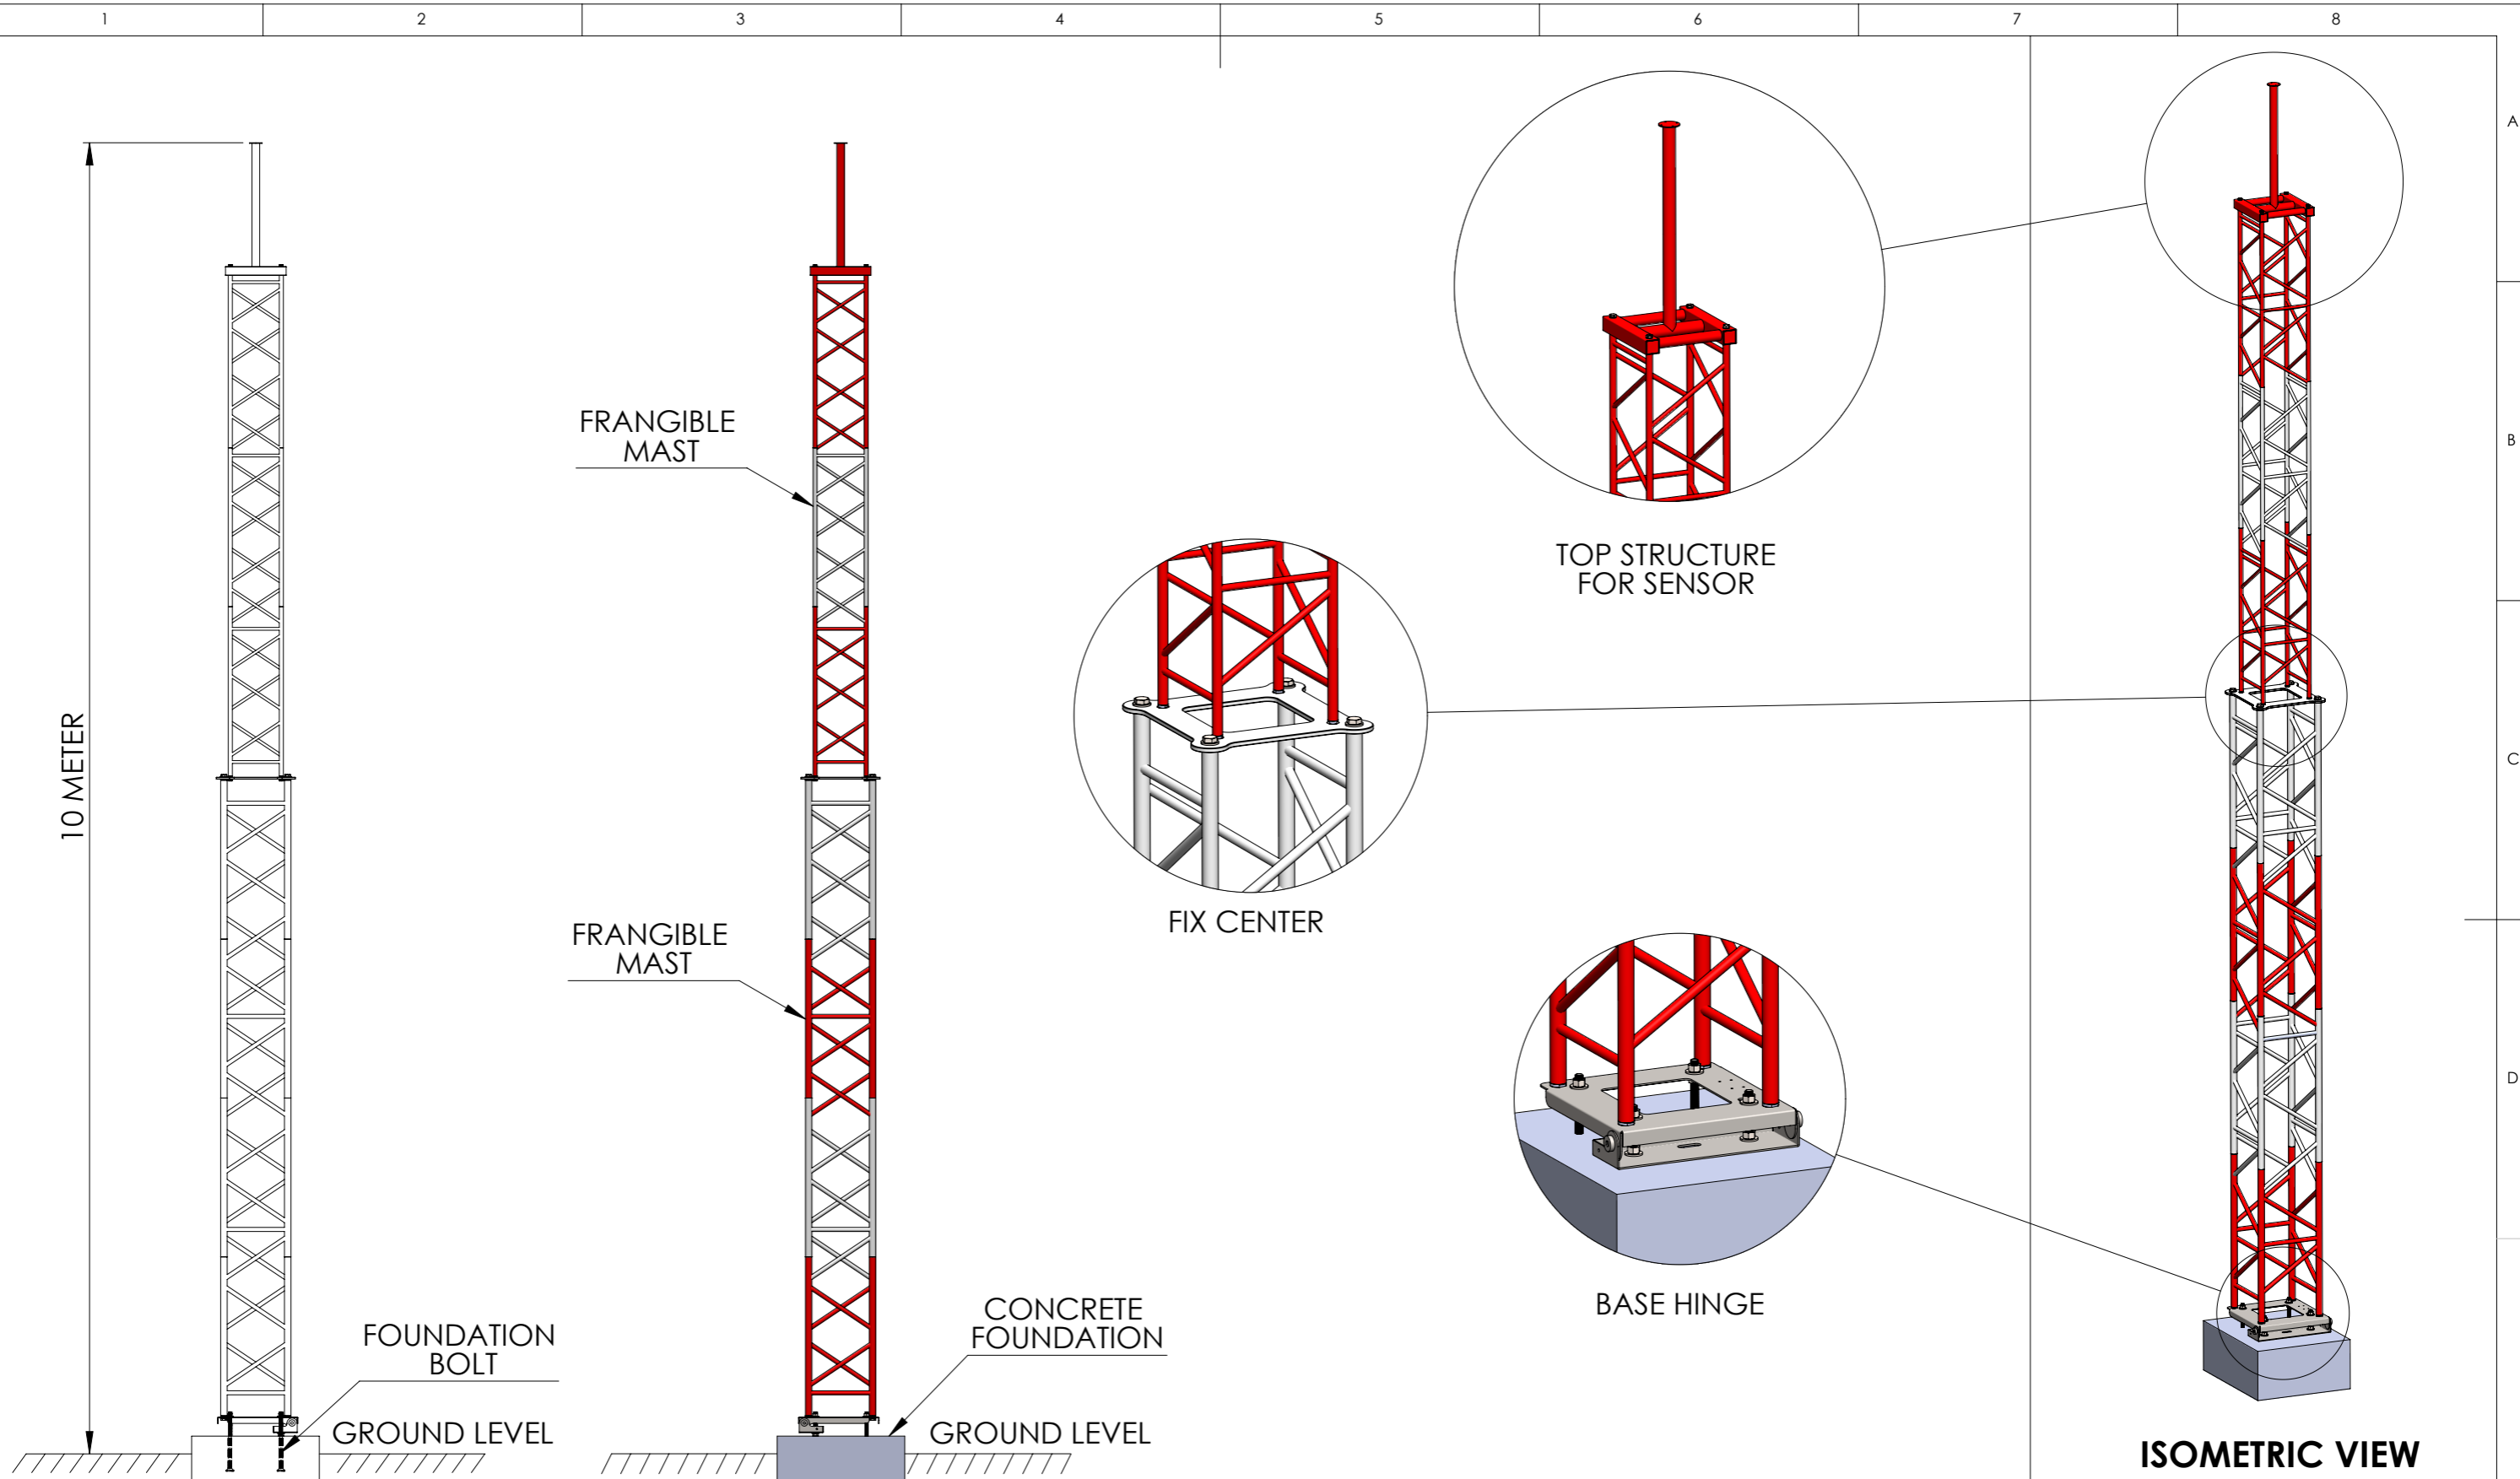 1 2 3 4 5 6 7 8
A
B
C
D
10 METER
FRANGIBLE
MAST
FRANGIBLE
MAST
FOUNDATION
BOLT
GROUND LEVEL
CONCRETE
FOUNDATION
GROUND LEVEL
TOP STRUCTURE
FOR SENSOR
FIX CENTER
BASE HINGE
ISOMETRIC VIEW